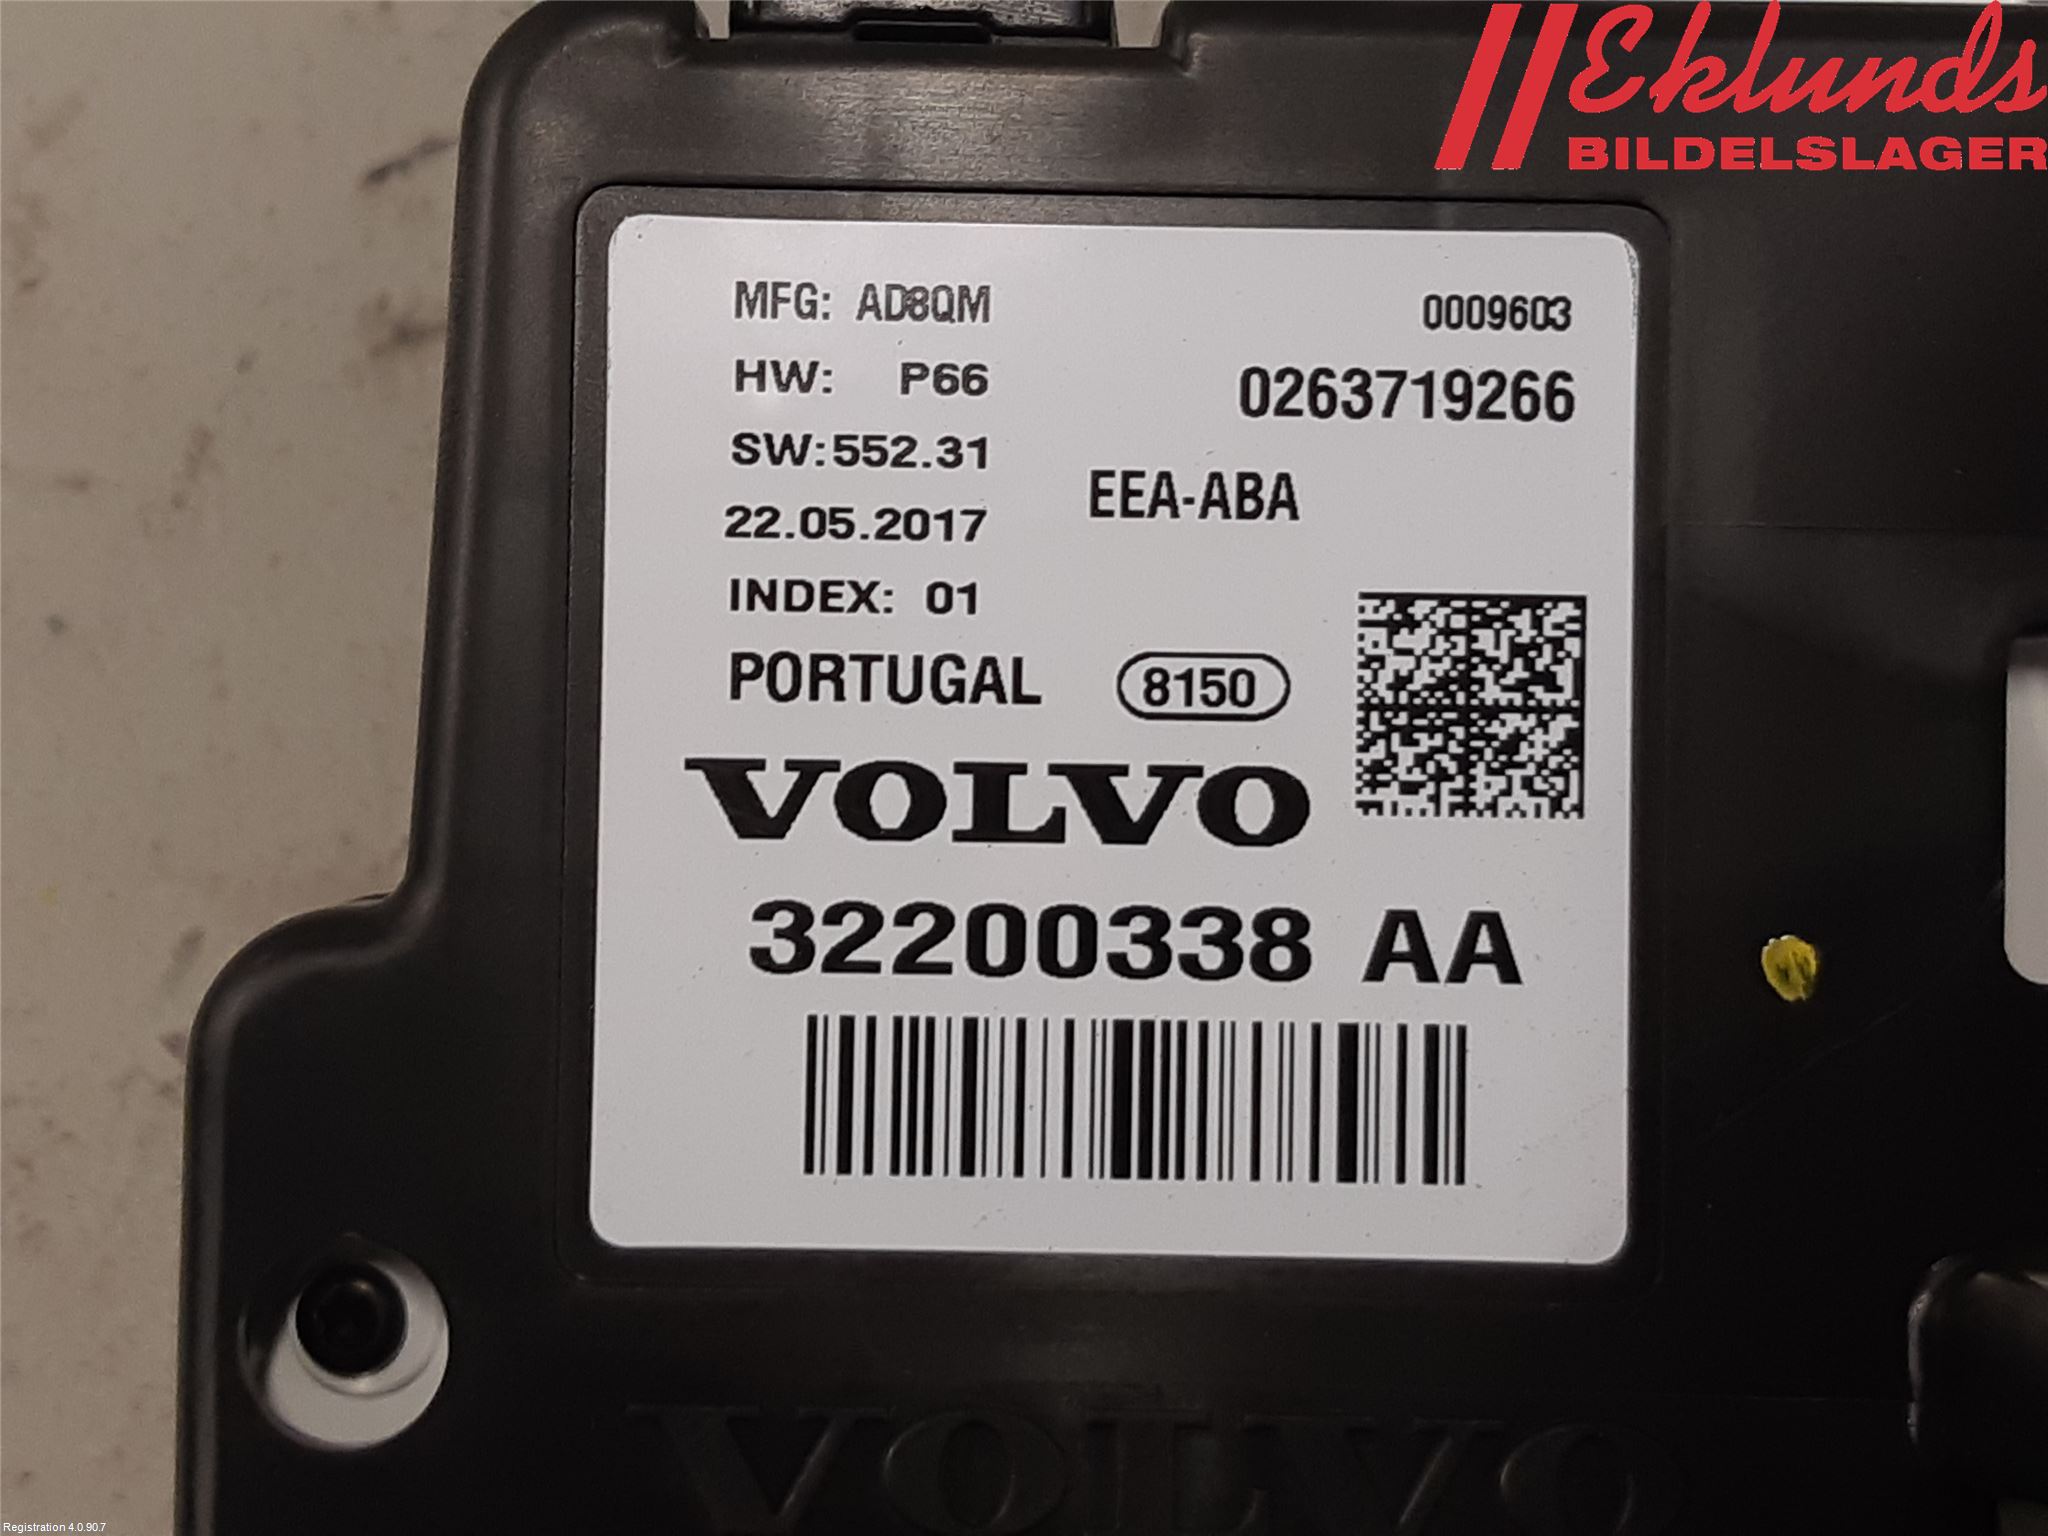 Eklunds
BILDELSLAGER
MFG: AD8QM
0009603
HW: P66
0263719266
SW:552.31
EEA-ABA
22.05.2017
INDEX: 01
PORTUGAL
8150
VOLVO
32200338 AA
VOLVO
Registration 4.0.90.7